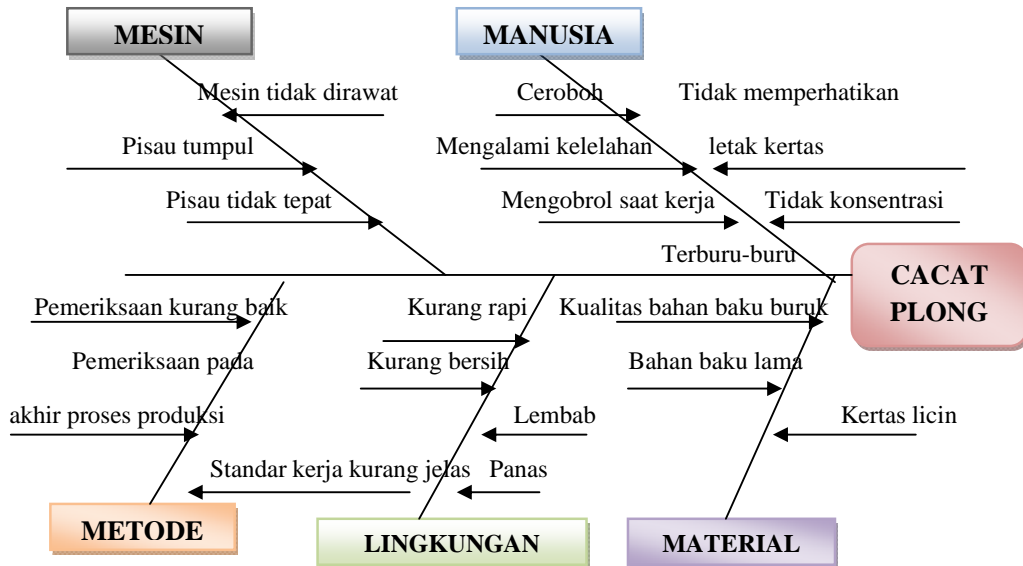 MESIN
MANUSIA
Mesin tidak dirawat
Ceroboh
Tidak memperhatikan
Pisau tumpul
Mengalami kelelahan
letak kertas
Pisau tidak tepat
Mengobrol saat kerja
Tidak konsentrasi
Terburu-buru
CACAT
PLONG
Pemeriksaan kurang baik
Kurang rapi
Kualitas bahan baku buruk
Pemeriksaan pada
Kurang bersih
Bahan baku lama
akhir proses produksi
Lembab
Kertas licin
Standar kerja kurang jelas
Panas
METODE
LINGKUNGAN
MATERIAL